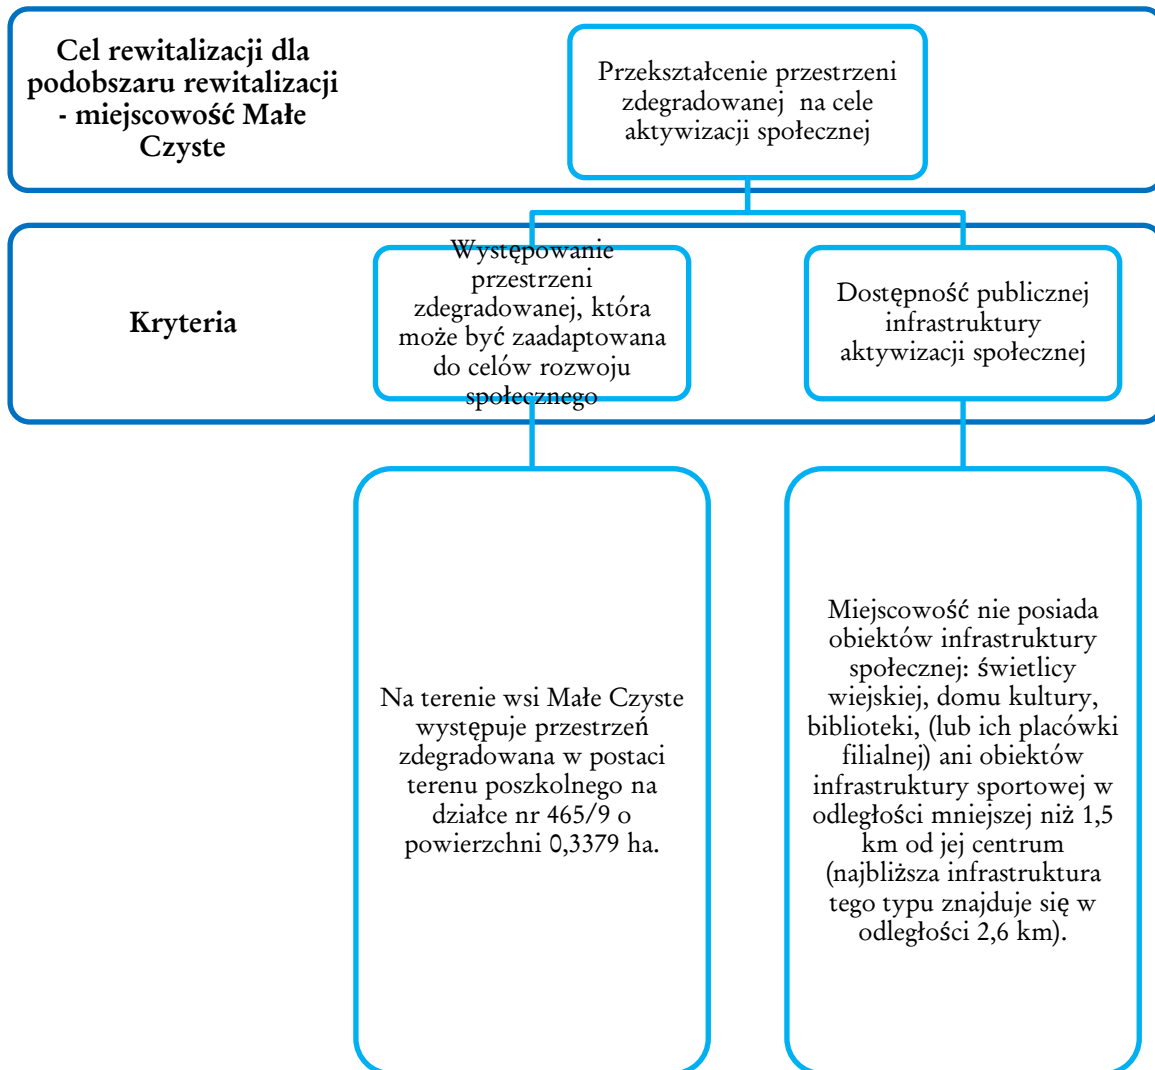 Cel rewitalizacji dla
podobszaru rewitalizacji
- miejscowość Małe
Czyste
Przekształcenie przestrzeni
zdegradowanej na cele
aktywizacji społecznej
Kryteria
Występowanie
przestrzeni
zdegradowanej, która
może być zaadaptowana
do celów rozwoju
społecznego
Dostępność publicznej
infrastruktury
aktywizacji społecznej
Na terenie wsi Małe Czyste
występuje przestrzeń
zdegradowana w postaci
terenu poszkolnego na
działce nr 465/9 o
powierzchni 0,3379 ha.
Miejscowość nie posiada
obiektów infrastruktury
społecznej: świetlicy
wiejskiej, domu kultury,
biblioteki, (lub ich placówki
filialnej) ani obiektów
infrastruktury sportowej w
odległości mniejszej niż 1,5
km od jej centrum
(najbliższa infrastruktura
tego typu znajduje się w
odległości 2,6 km).